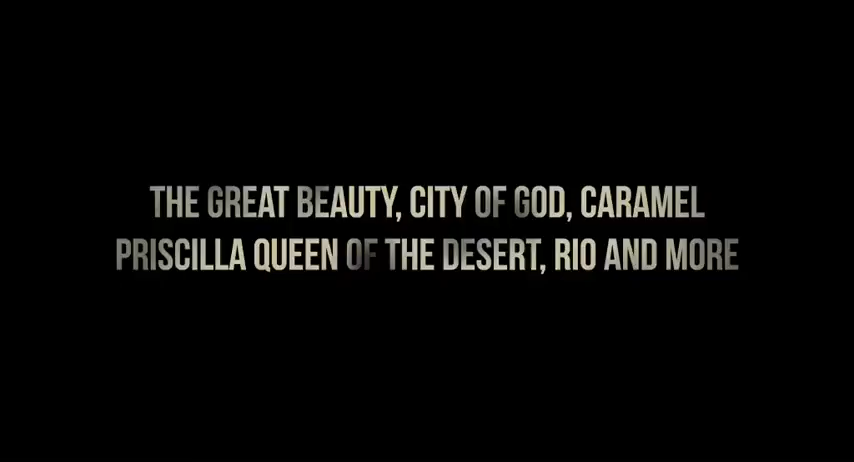 THE GREAT BEAUTY, CITY OF GOD, CARAMEL
PRISCILLA QUEEN OF THE DESERT, RIO AND MORE